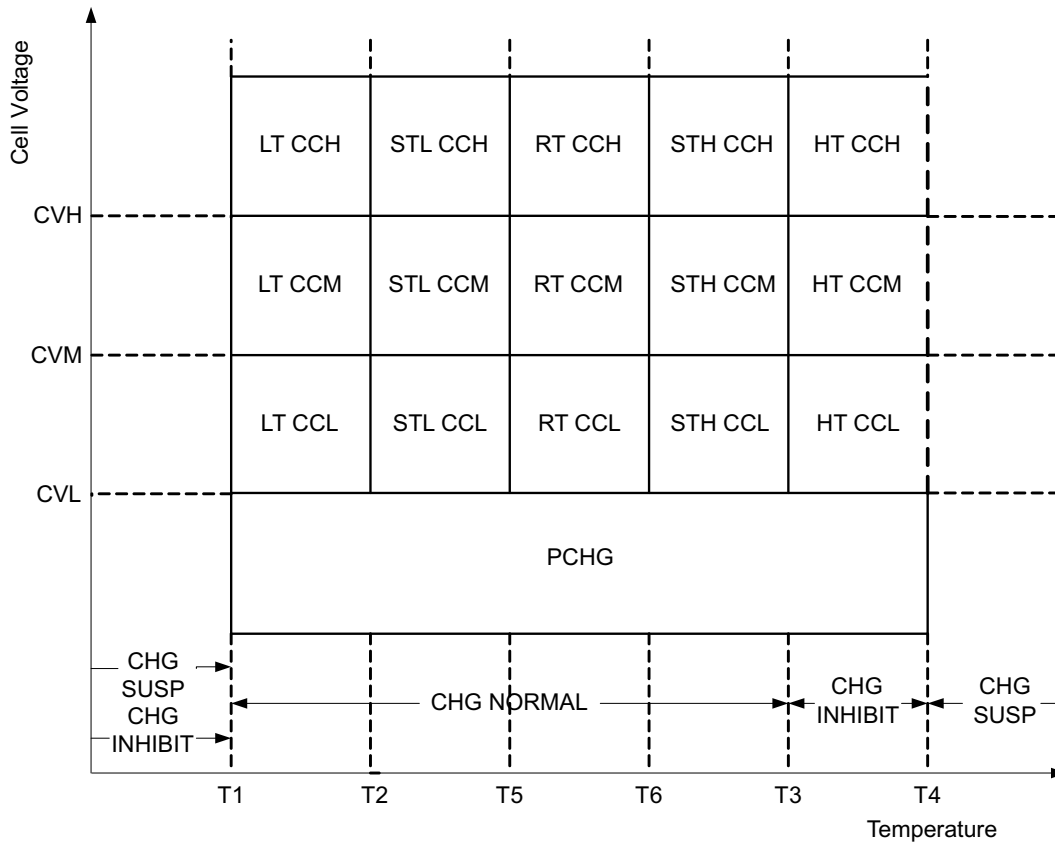 Cell Voltage
LT CCH STL CCH RT CCH STH CCH HT CCH
CVH
LT CCM STL CCM RT CCM STH CCM HT CCM
CVM
LT CCL STL CCL RT CCL STH CCL HT CCL
CVL
PCHG
CHG
SUSP
CHG
INHIBIT
CHG NORMAL
CHG
INHIBIT
CHG
SUSP
T1 T2 T5 T6 T3 T4
Temperature